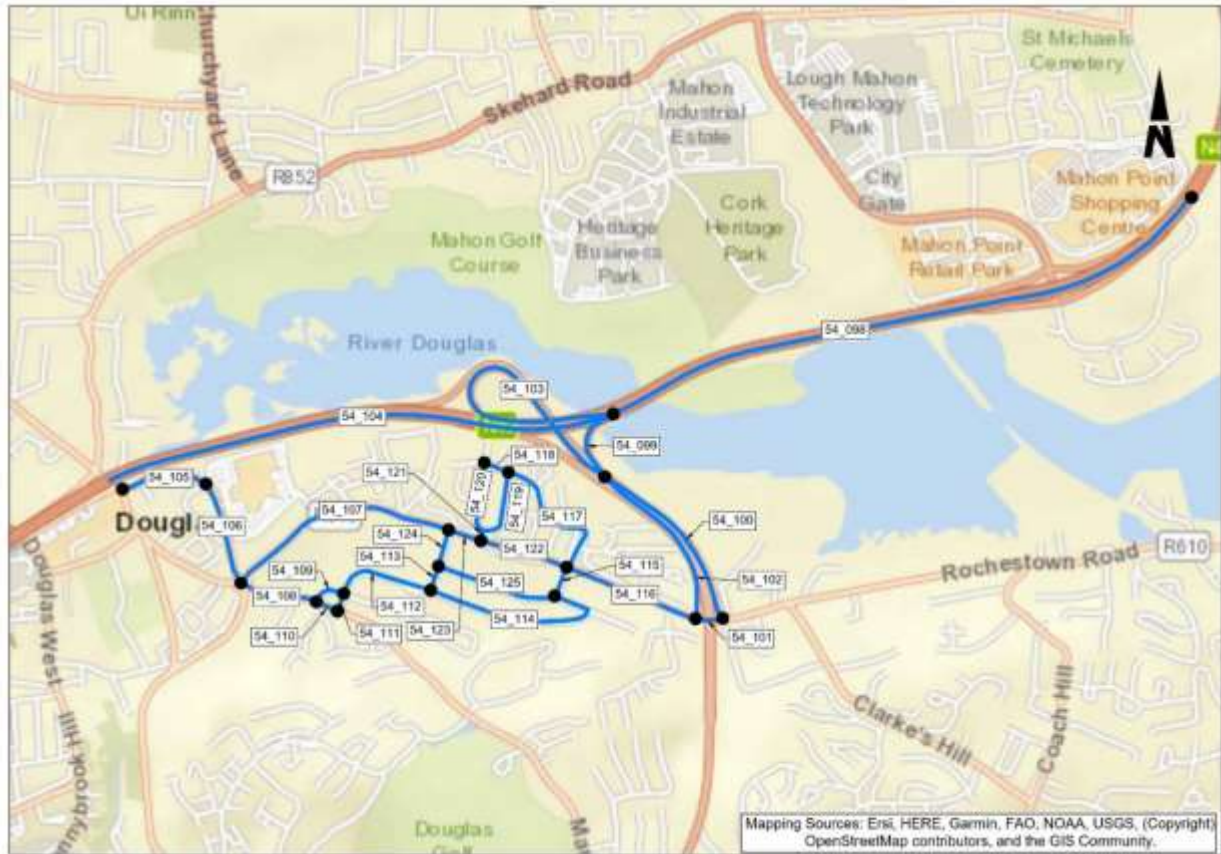 Churchyard Lane
Skehard Road
St Michaels
Cemetery
Mahon
Industrial
Estate
Lough Mahon
Technology
Park
R852
N
City
Gate
Mahon Point
Shopping
Centre
Cork
Heritage
Park
Heritage
Business
Park
Mahon Golf
Course
Mahon Point
Retail Park
River Douglas
54_098
54_103
54_104
54_099
54_118
54_121
54_120
54_119
54_105
54_106
54_107
54_117
Dougl
54_124
54_122
54_100
54_113
54_115
R610
Rochestown Road
54_109
54_108
54_112
54_125
54_116
54_102
54_110
54_111
54_123
54_114
54_101
Douglas West
Clarke's Hill
Coach Hill
Douglas
Mapping Sources: Ersi, HERE, Garmin, FAO, NOAA, USGS, (Copyright)
OpenStreetMap contributors, and the GIS Community.